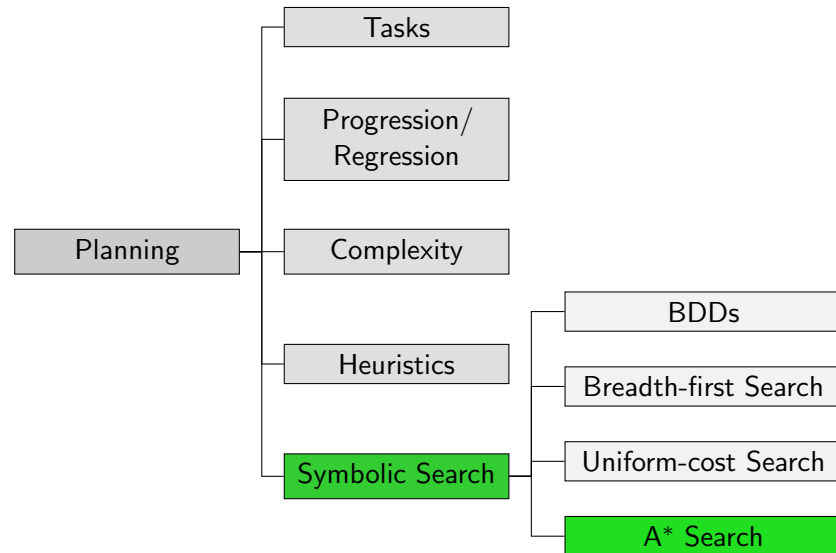 Tasks
Progression/
Regression
Planning
Complexity
BDDs
Heuristics
Breadth-first Search
Symbolic Search
Uniform-cost Search
A* Search